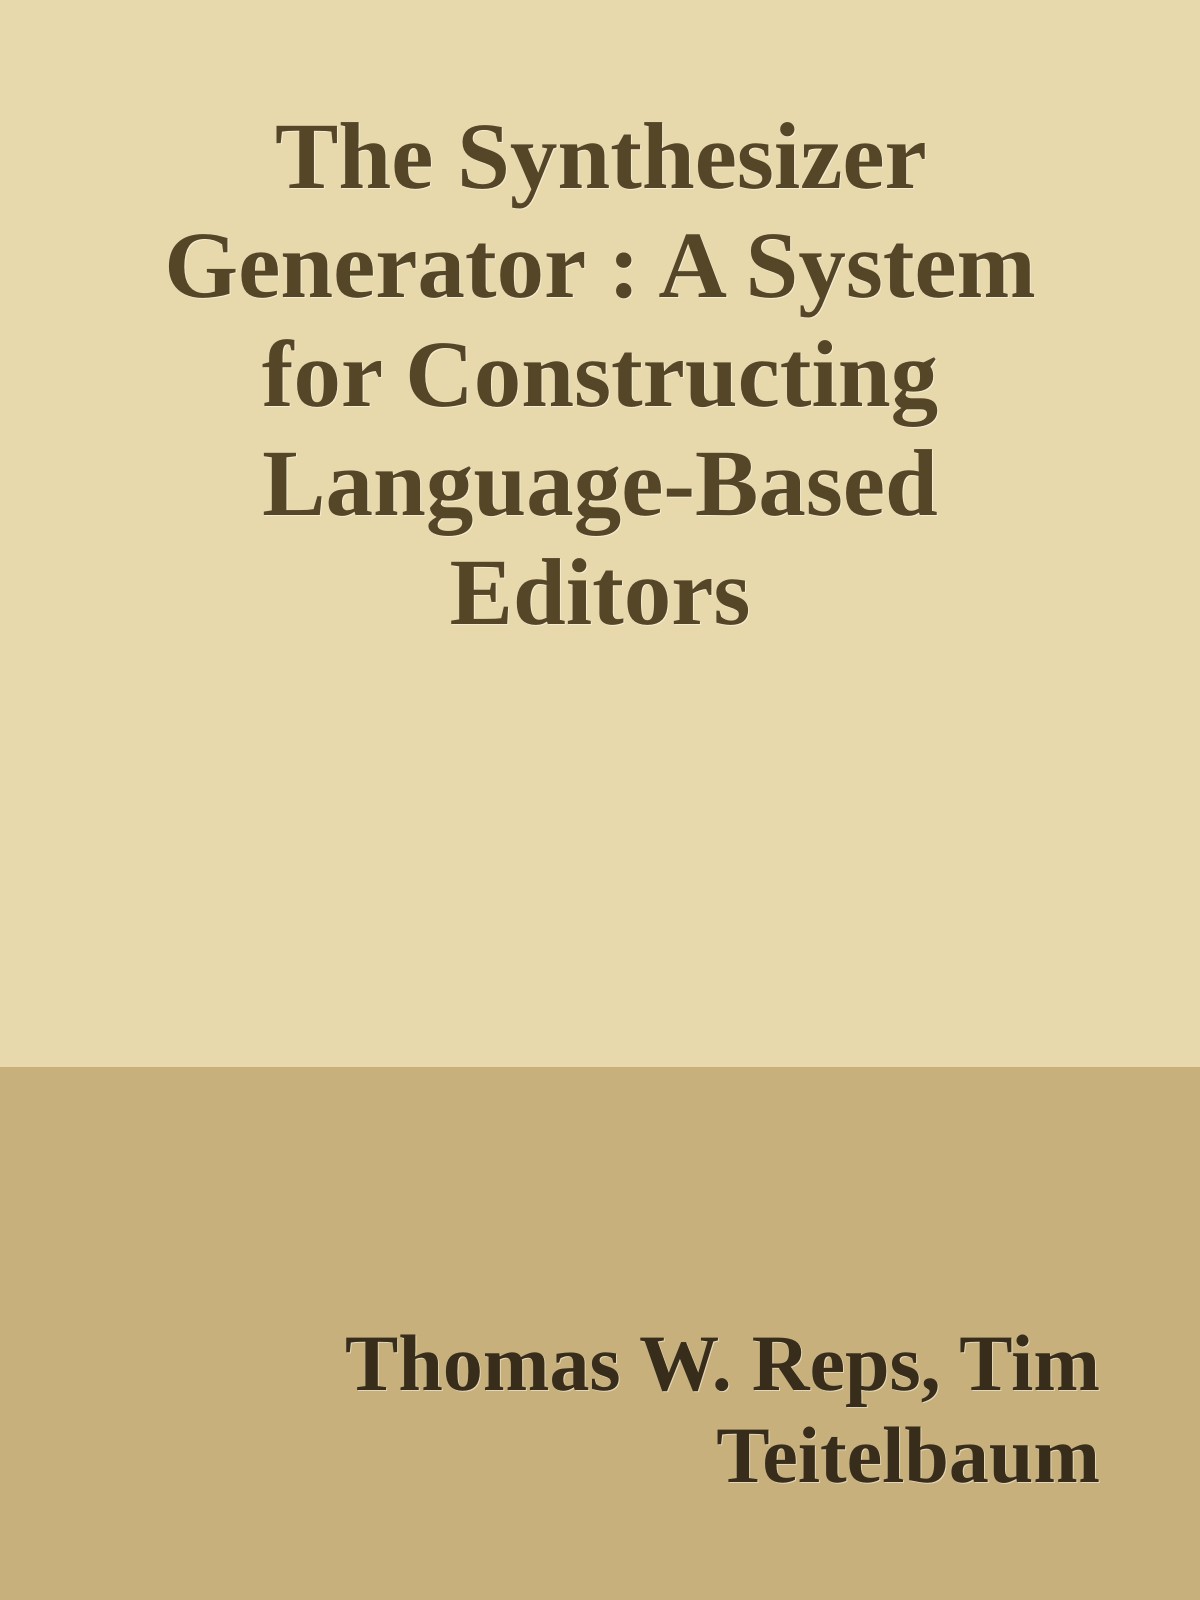 The Synthesizer
Generator : A System
for Constructing
Language-Based
Editors
Thomas W. Reps, Tim
Teitelbaum